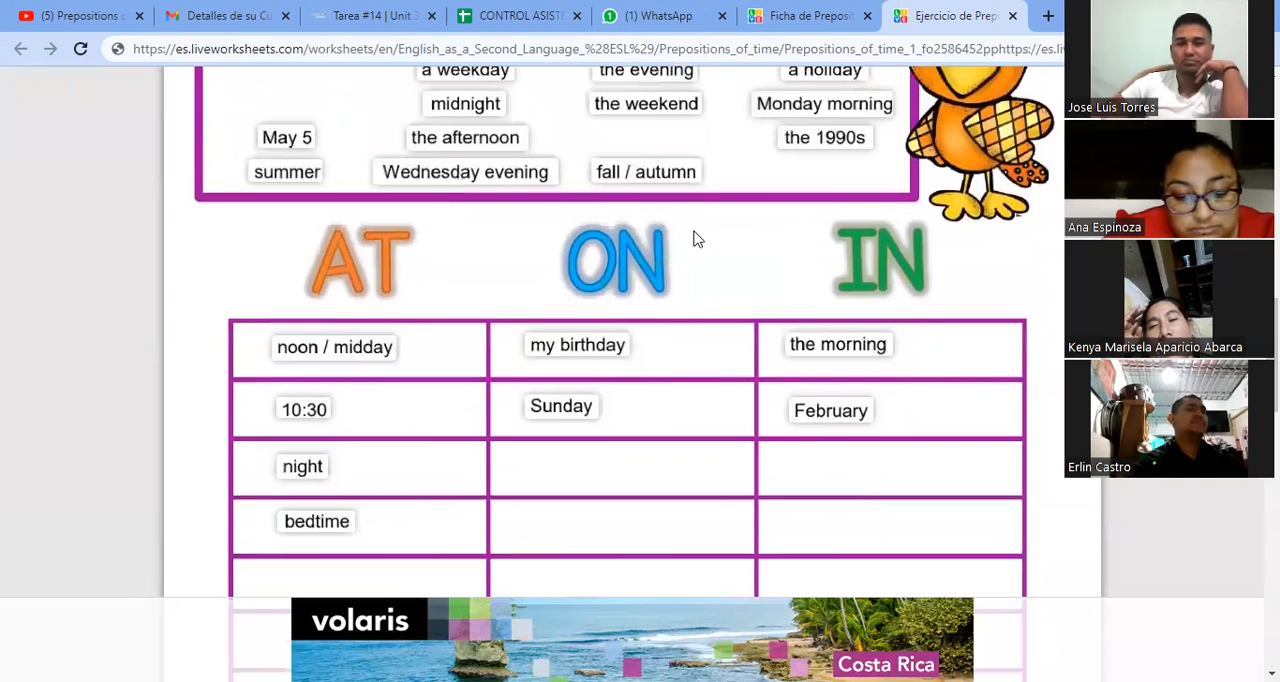 (5) Prepositions
Detalles de su Cu
Tarea #14 | Unit 3
CONTROL ASISTE
WhatsApp
Ficha de Preposit
Ejercicio de Prep
https://es.liveworksheets.com/worksheets/en/English_as_a_Second_Language_%28ESL%29/Prepositions_of_time/Prepositions_of_time_1_fo2586452pphttps://es.li
a weekday the evening a holiday
midnight the weekend Monday morning
May 5 the afternoon the 1990s
summer Wednesday evening fall / autumn
AT ON IN
noon / midday my birthday the morning
10:30 Sunday February
night
bedtime
volaris
Costa Rica
Jose Luis Torres
Ana Espinoza
Kenya Marisela Aparicio Abarca
Erlin Castro